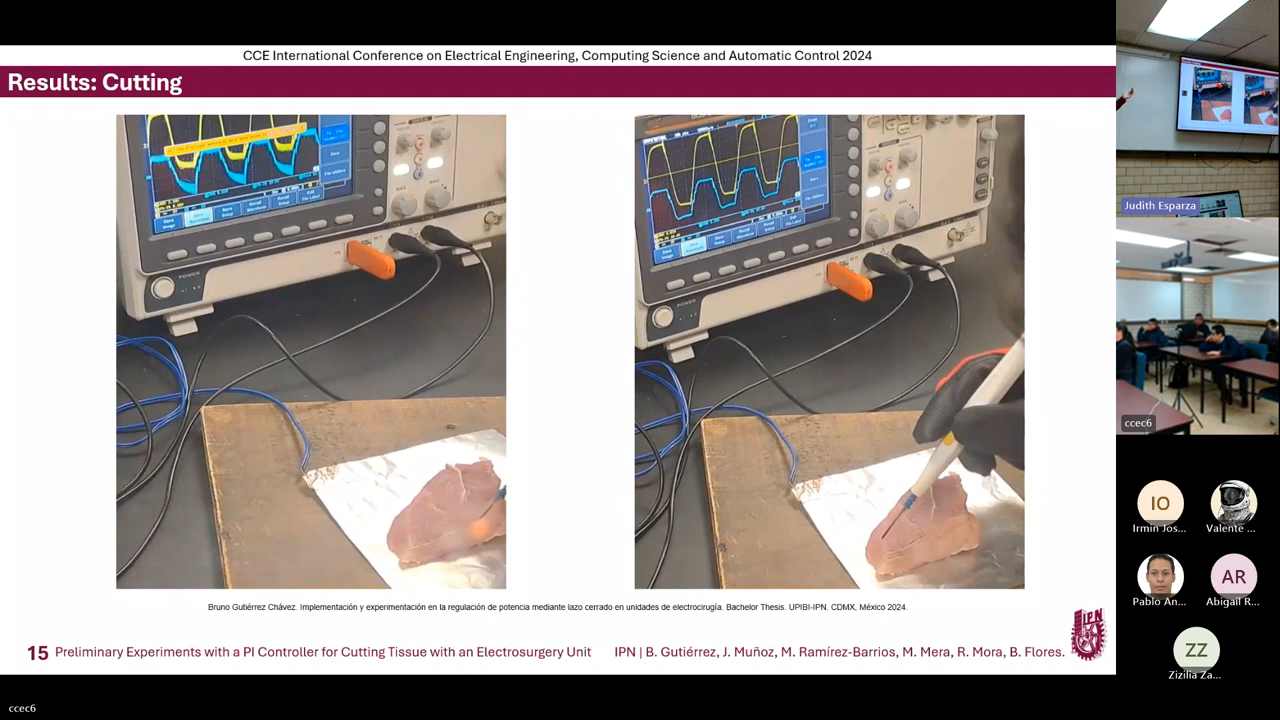 CCE International Conference on Electrical Engineering, Computing Science and Automatic Control 2024
Results: Cutting
POWER
POWER
Bruno Gutiérrez Chávez. Implementación y experimentación en la regulación de potencia mediante lazo cerrado en unidades de electrocirugía. Bachelor Thesis. UPIBI-IPN. CDMX, México 2024.
15 Preliminary Experiments with a PI Controller for Cutting Tissue with an Electrosurgery Unit
IPN | B. Gutiérrez, J. Muñoz, M. Ramírez-Barrios, M. Mera, R. Mora, B. Flores.
IPN
Judith Esparza
ccec6
IO
Irmin Jos...
Valente ...
Pablo An...
AR
Abigail R...
ZZ
Zizilia Za...
ccec6